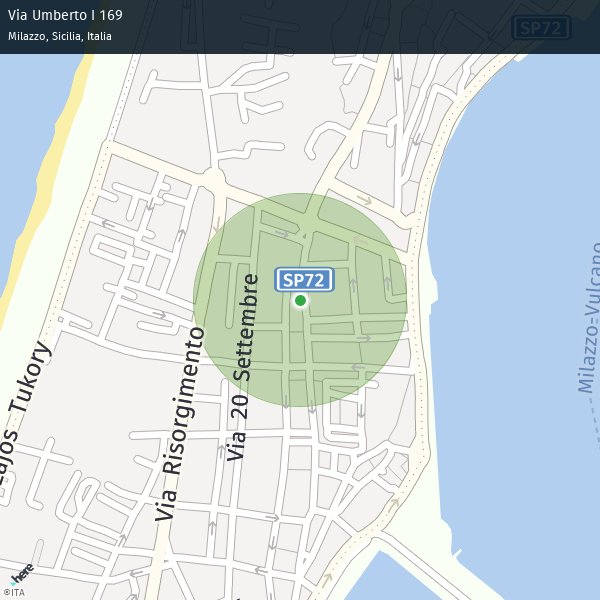 Via Umberto I 169
Milazzo, Sicilia, Italia
SP72
SP72
Milazzo-Vulcano
Via 20 Settembre
Via Risorgimento
Lajos Tukory
here
©ITA